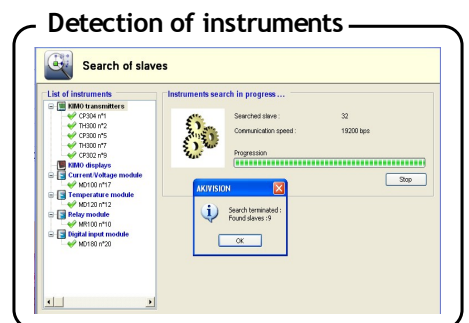 Detection of instruments
Search of slaves
List of instruments
KIMO transmitters
CP304 n°1
TH300 n°2
CP300 n°5
TH300 n°7
CP302 n°9
KIMO displays
Current/Voltage module
MD100 n°17
Temperature module
MD120 n°12
Relay module
MR100 n°10
Digital input module
MD180 n°20
Instruments search in progress ...
Searched slave : 32
Communication speed : 19200 bps
Progression
Stop
AKIVISION
Search terminated :
Found slaves :9
OK